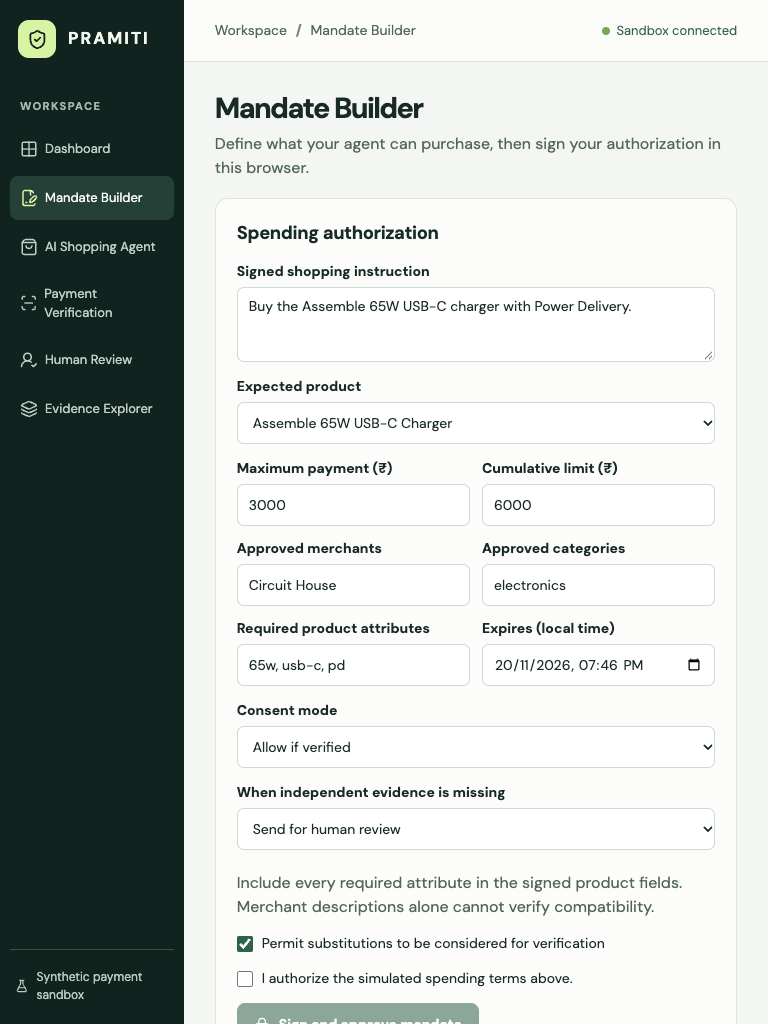 PRAMITI
WORKSPACE
Dashboard
Mandate Builder
AI Shopping Agent
Payment
Verification
Human Review
Evidence Explorer
Synthetic payment
sandbox
Workspace / Mandate Builder
Sandbox connected
Mandate Builder
Define what your agent can purchase, then sign your authorization in
this browser.
Spending authorization
Signed shopping instruction
Buy the Assemble 65W USB-C charger with Power Delivery.
Expected product
Assemble 65W USB-C Charger
Maximum payment (₹)
Cumulative limit (₹)
3000
6000
Approved merchants
Approved categories
Circuit House
electronics
Required product attributes
Expires (local time)
65w, usb-c, pd
20/11/2026, 07:46 PM
Consent mode
Allow if verified
When independent evidence is missing
Send for human review
Include every required attribute in the signed product fields.
Merchant descriptions alone cannot verify compatibility.
Permit substitutions to be considered for verification
I authorize the simulated spending terms above.
Sign and approve mandate